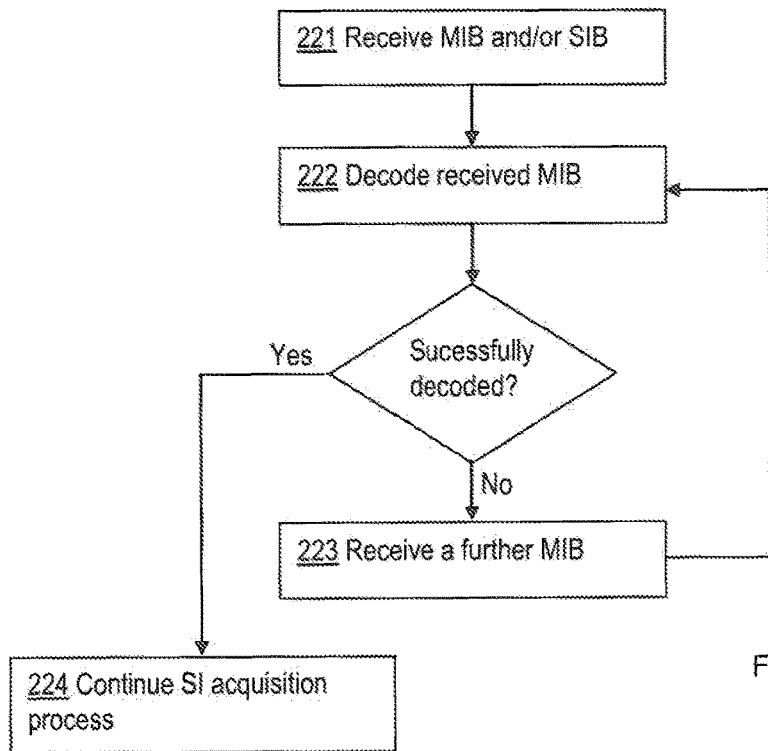 221 Receive MIB and/or SIB
222 Decode received MIB
Yes
Sucessfully
decoded?
No
223 Receive a further MIB
224 Continue SI acquisition
process
F